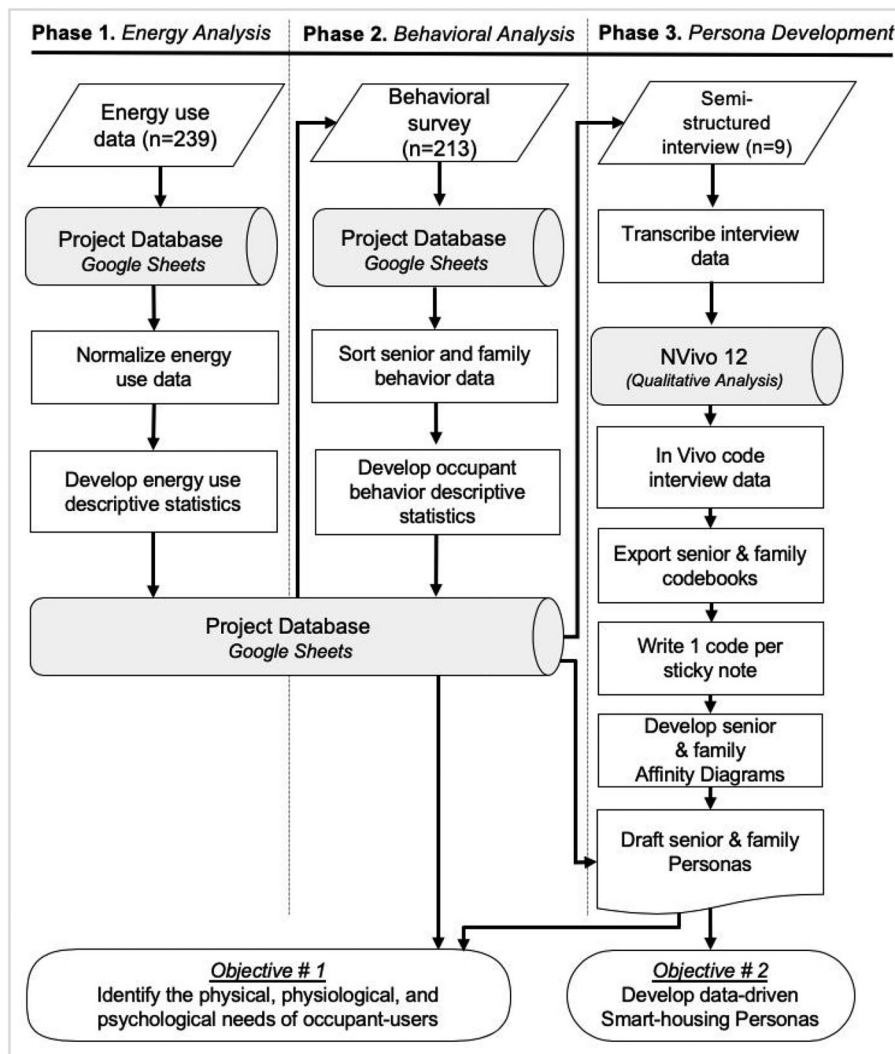 Phase 1. Energy Analysis
Phase 2. Behavioral Analysis
Phase 3. Persona Development
Energy use
data (n=239)
Project Database
Google Sheets
Normalize energy
use data
Develop energy use
descriptive statistics
Behavioral
survey
(n=213)
Project Database
Google Sheets
Sort senior and family
behavior data
Develop occupant
behavior descriptive
statistics
Project Database
Google Sheets
Semi-
structured
interview (n=9)
Transcribe interview
data
NVivo 12
(Qualitative Analysis)
In Vivo code
interview data
Export senior & family
codebooks
Write 1 code per
sticky note
Develop senior
& family
Affinity Diagrams
Draft senior & family
Personas
Objective # 1
Identify the physical, physiological, and
psychological needs of occupant-users
Objective # 2
Develop data-driven
Smart-housing Personas